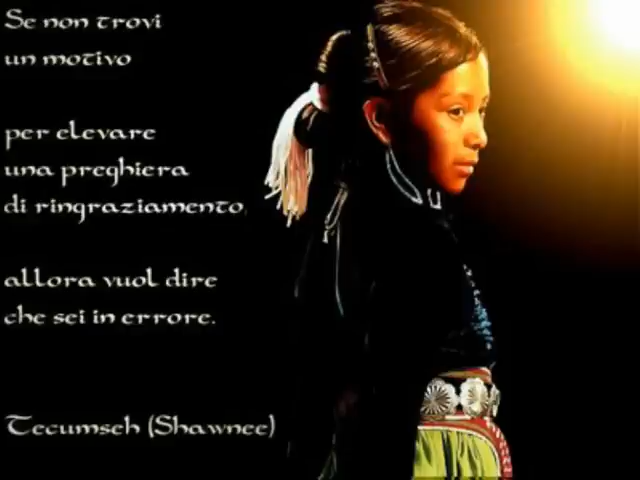 Se non trovi
un motivo
per elevare
una preghiera
di ringraziamento,
allora vuol dire
che sei in errore.
Tecumseh (Shawnee)